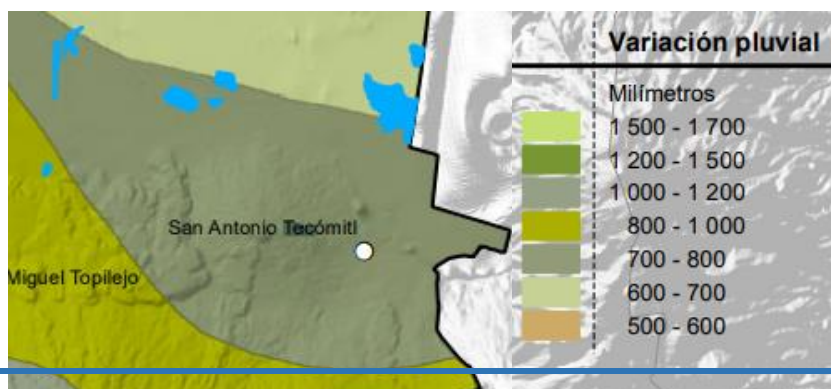 San Antonio Tecómitl
Miguel Topilejo
Variación pluvial
Milímetros
1 500 - 1 700
1 200 - 1 500
1 000 - 1 200
800 - 1 000
700 - 800
600 - 700
500 - 600